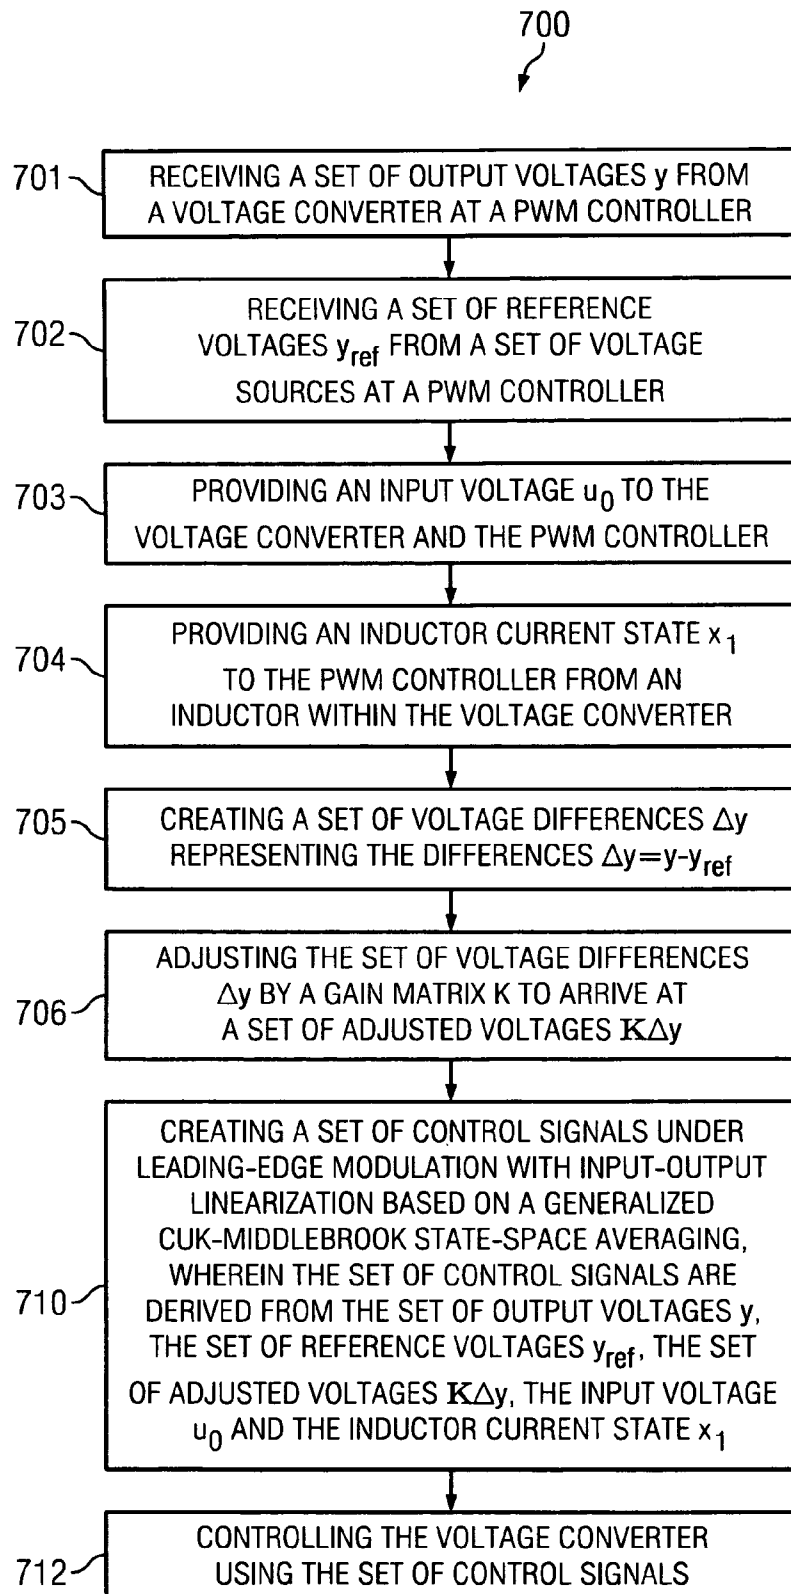 700
701
RECEIVING A SET OF OUTPUT VOLTAGES y FROM
A VOLTAGE CONVERTER AT A PWM CONTROLLER
702
RECEIVING A SET OF REFERENCE
VOLTAGES yref FROM A SET OF VOLTAGE
SOURCES AT A PWM CONTROLLER
703
PROVIDING AN INPUT VOLTAGE u0 TO THE
VOLTAGE CONVERTER AND THE PWM CONTROLLER
704
PROVIDING AN INDUCTOR CURRENT STATE x1
TO THE PWM CONTROLLER FROM AN
INDUCTOR WITHIN THE VOLTAGE CONVERTER
705
CREATING A SET OF VOLTAGE DIFFERENCES Δy
REPRESENTING THE DIFFERENCES Δy=y-yref
706
ADJUSTING THE SET OF VOLTAGE DIFFERENCES
Δy BY A GAIN MATRIX K TO ARRIVE AT
A SET OF ADJUSTED VOLTAGES KΔy
710
CREATING A SET OF CONTROL SIGNALS UNDER
LEADING-EDGE MODULATION WITH INPUT-OUTPUT
LINEARIZATION BASED ON A GENERALIZED
CUK-MIDDLEBROOK STATE-SPACE AVERAGING,
WHEREIN THE SET OF CONTROL SIGNALS ARE
DERIVED FROM THE SET OF OUTPUT VOLTAGES y,
THE SET OF REFERENCE VOLTAGES yref, THE SET
OF ADJUSTED VOLTAGES KΔy, THE INPUT VOLTAGE
u0 AND THE INDUCTOR CURRENT STATE x1
712
CONTROLLING THE VOLTAGE CONVERTER
USING THE SET OF CONTROL SIGNALS